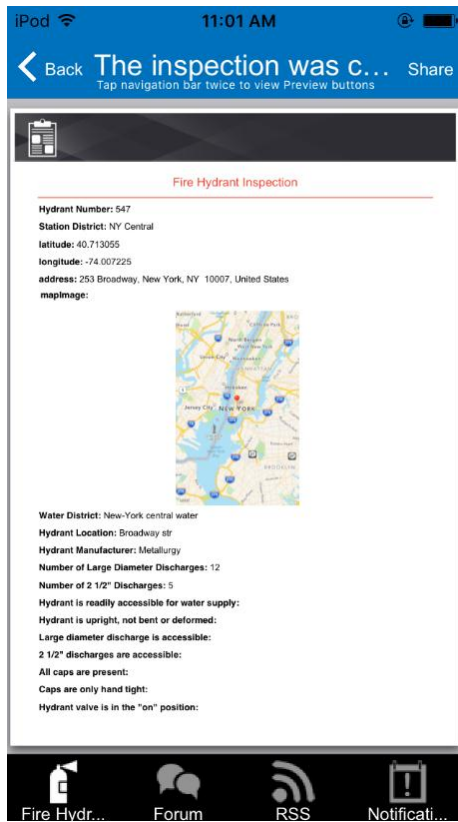 iPod 11:01 AM
Back The inspection was c... Share
Tap navigation bar twice to view Preview buttons
Fire Hydrant Inspection
Hydrant Number: 547
Station District: NY Central
latitude: 40.713055
longitude: -74.007225
address: 253 Broadway, New York, NY 10007, United States
mapImage:
Jersey City
NEW YORK
BROOKLYN
Water District: New-York central water
Hydrant Location: Broadway str
Hydrant Manufacturer: Metallurgy
Number of Large Diameter Discharges: 12
Number of 2 1/2" Discharges: 5
Hydrant is readily accessible for water supply:
Hydrant is upright, not bent or deformed:
Large diameter discharge is accessible:
2 1/2" discharges are accessible:
All caps are present:
Caps are only hand tight:
Hydrant valve is in the "on" position:
Fire Hydr... Forum RSS Notificati...